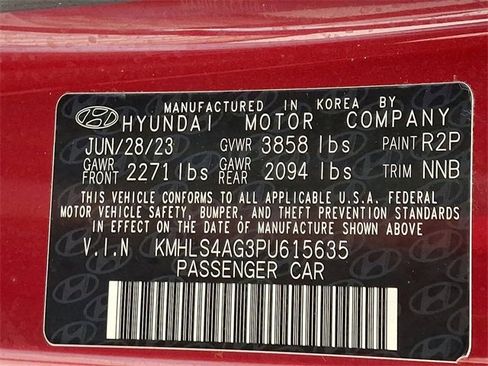 MANUFACTURED IN KOREA BY
HYUNDAI MOTOR COMPANY
JUN/28/23 GVWR 3858 lbs PAINT R2P
GAWR FRONT 2271 lbs GAWR REAR 2094 lbs TRIM NNB
THIS VEHICLE CONFORMS TO ALL APPLICABLE U.S.A. FEDERAL
MOTOR VEHICLE SAFETY, BUMPER, AND THEFT PREVENTION STANDARDS
IN EFFECT ON THE DATE OF MANUFACTURE SHOWN ABOVE
V.I.N KMHLS4AG3PU615635
PASSENGER CAR